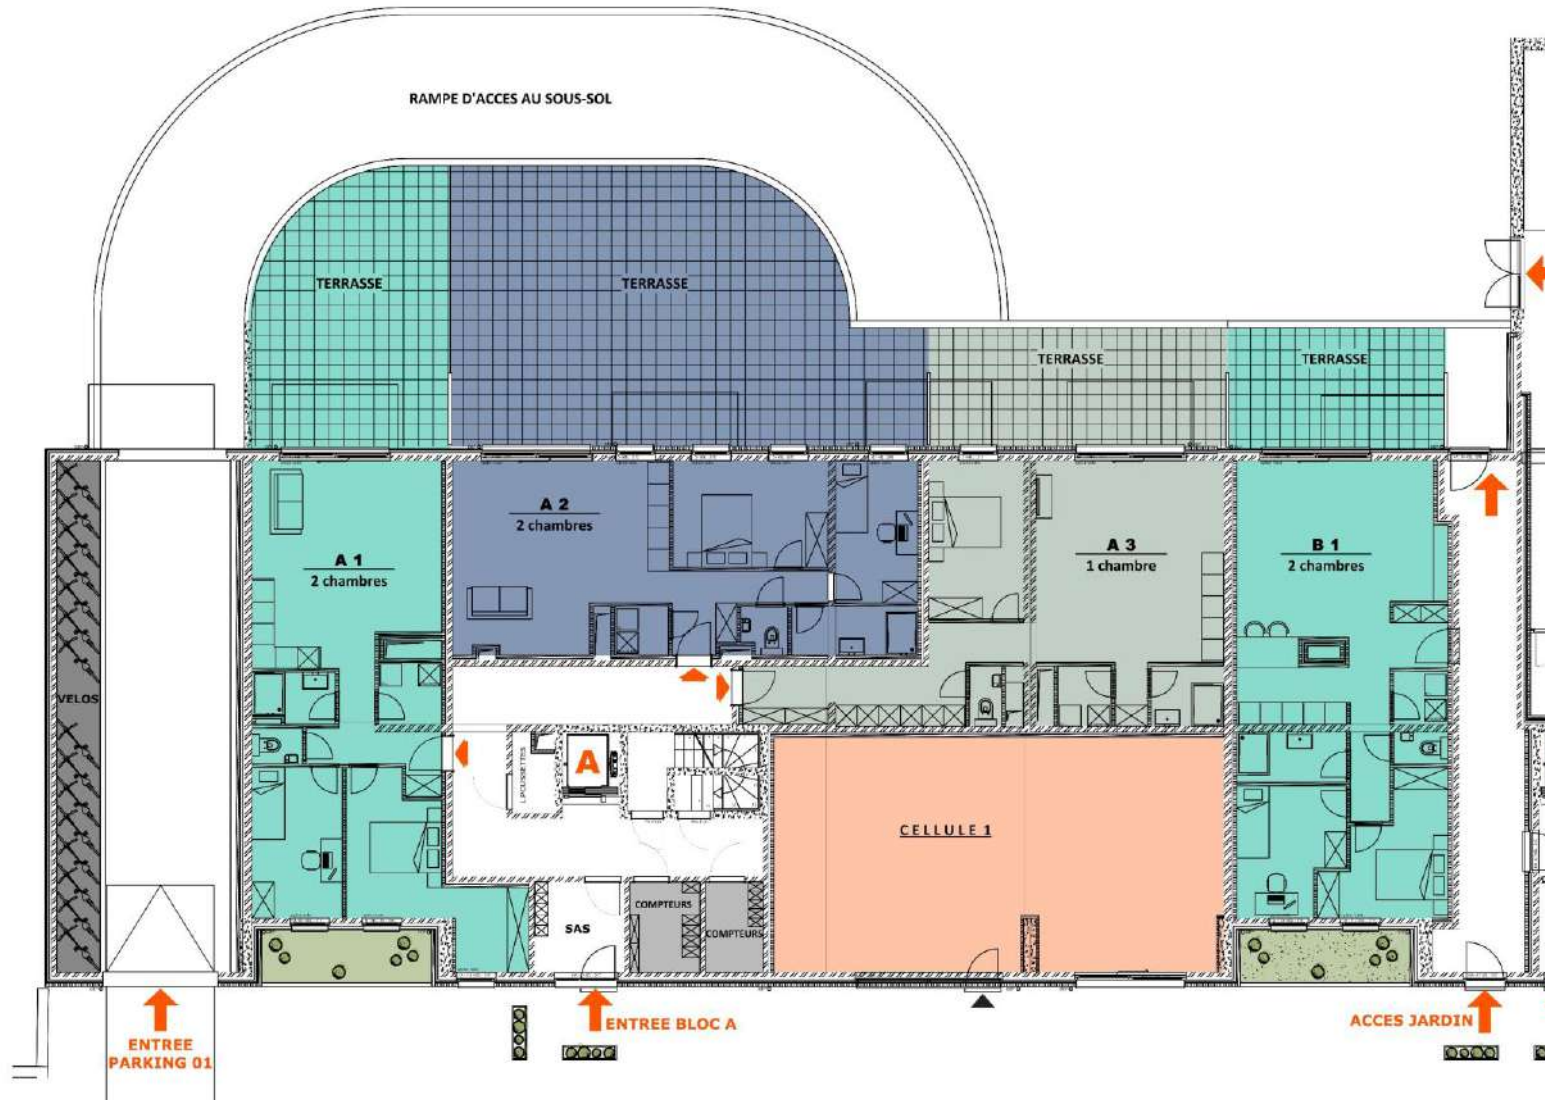 RAMPE D'ACCES AU SOUS-SOL
TERRASSE
TERRASSE
TERRASSE
TERRASSE
A 1
2 chambres
A 2
2 chambres
A 3
1 chambre
B 1
2 chambres
VELOS
L.POUSSETTES
A
CELLULE 1
SAS
COMPTEURS
COMPTEURS
ENTREE
PARKING 01
ENTREE BLOC A
ACCES JARDIN